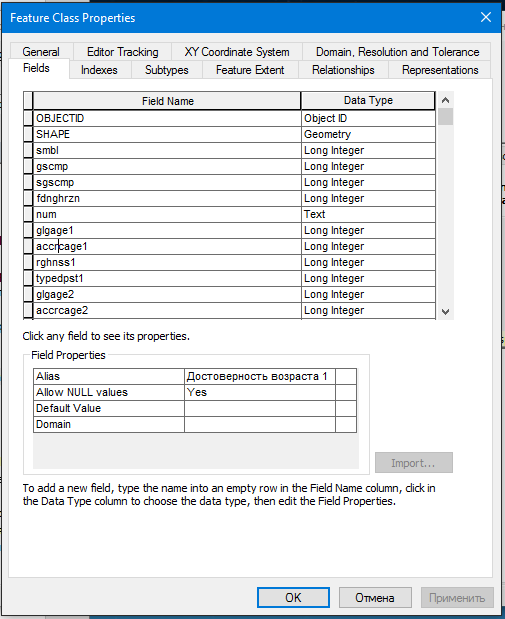 Feature Class Properties
General Editor Tracking XY Coordinate System Domain, Resolution and Tolerance
Fields Indexes Subtypes Feature Extent Relationships Representations
Field Name Data Type
OBJECTID Object ID
SHAPE Geometry
smbl Long Integer
gscmp Long Integer
sgscmp Long Integer
fdnghrzn Long Integer
num Text
glgage1 Long Integer
accrcage1 Long Integer
rghnss1 Long Integer
typedpst1 Long Integer
glgage2 Long Integer
accrcage2 Long Integer
Click any field to see its properties.
Field Properties
Alias Достоверность возраста 1
Allow NULL values Yes
Default Value
Domain
Import...
To add a new field, type the name into an empty row in the Field Name column, click in
the Data Type column to choose the data type, then edit the Field Properties.
OK Отмена Применить